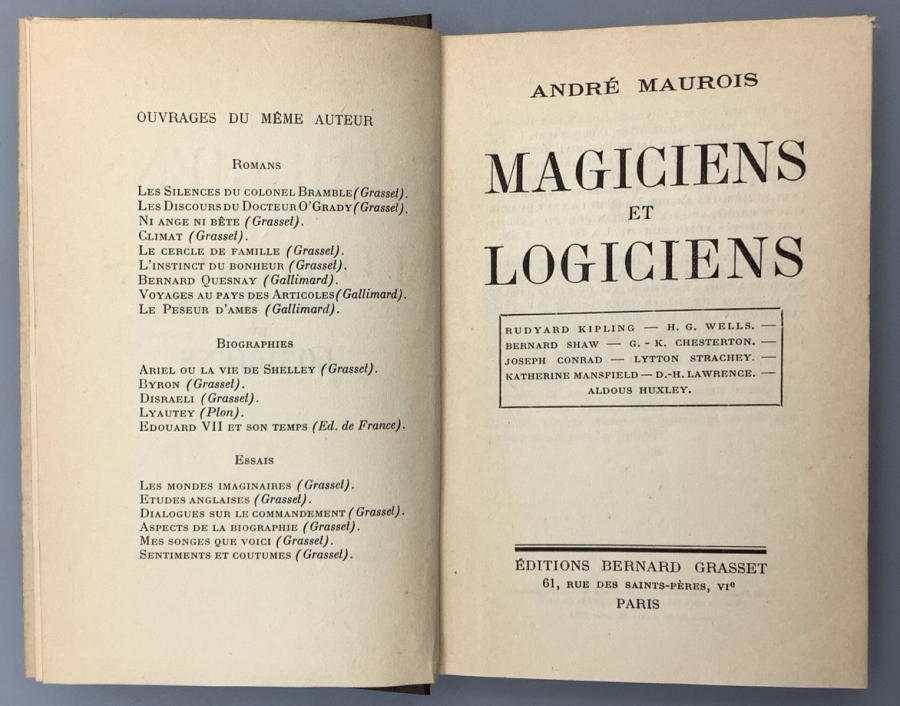 OUVRAGES DU MÊME AUTEUR
ROMANS
LES SILENCES DU COLONEL BRAMBLE (Grasset).
LES DISCOURS DU DOCTEUR O'GRADY (Grasset).
NI ANGE NI BÊTE (Grasset).
CLIMAT (Grasset).
LE CERCLE DE FAMILLE (Grasset).
L'INSTINCT DU BONHEUR (Grasset).
BERNARD QUESNAY (Gallimard).
VOYAGES AU PAYS DES ARTICOLES (Gallimard).
LE PESEUR D'AMES (Gallimard).
BIOGRAPHIES
ARIEL OU LA VIE DE SHELLEY (Grasset).
BYRON (Grasset).
DISRAELI (Grasset).
LYAUTEY (Plon).
EDOUARD VII ET SON TEMPS (Ed. de France).
ESSAIS
LES MONDES IMAGINAIRES (Grasset).
ETUDES ANGLAISES (Grasset).
DIALOGUES SUR LE COMMANDEMENT (Grasset).
ASPECTS DE LA BIOGRAPHIE (Grasset).
MES SONGES QUE VOICI (Grasset).
SENTIMENTS ET COUTUMES (Grasset).
ANDRÉ MAUROIS
MAGICIENS
ET
LOGICIENS
RUDYARD KIPLING — H. G. WELLS. —
BERNARD SHAW — G. - K. CHESTERTON. —
JOSEPH CONRAD — LYTTON STRACHEY. —
KATHERINE MANSFIELD — D.-H. LAWRENCE. —
ALDOUS HUXLEY.
ÉDITIONS BERNARD GRASSET
61, RUE DES SAINTS-PÈRES, VIe
PARIS